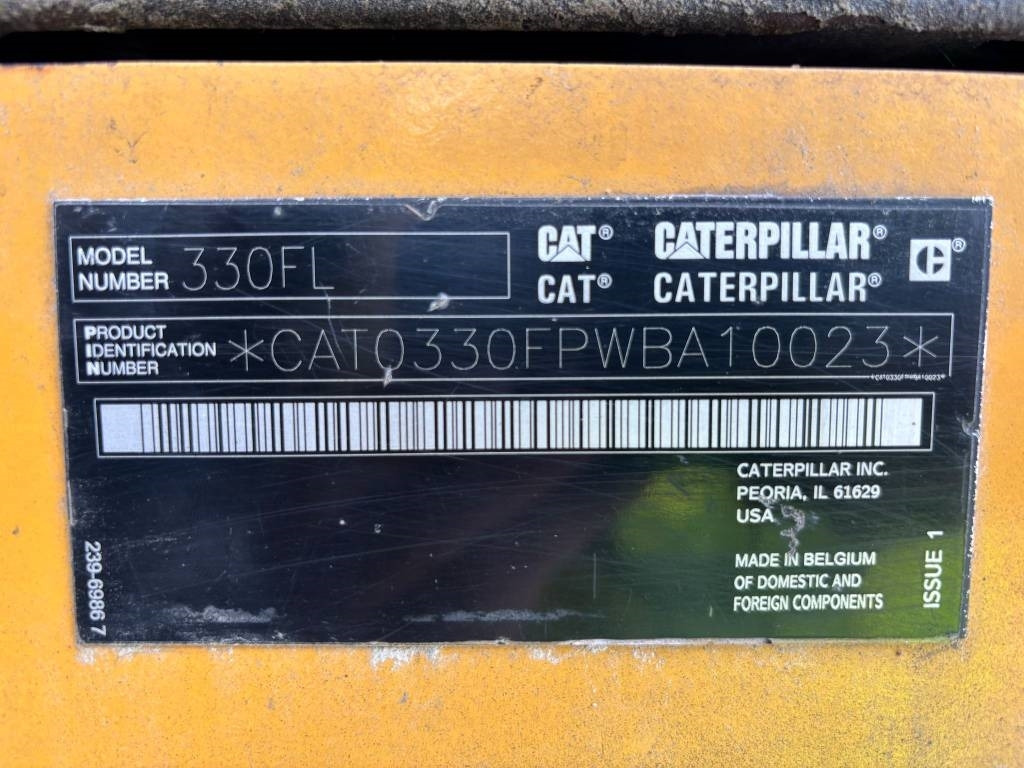 MODEL
NUMBER 330FL
CAT® CATERPILLAR® ®
CAT® CATERPILLAR®
PRODUCT
IDENTIFICATION
NUMBER *CAT0330FPWBA10023*
CATERPILLAR INC.
PEORIA, IL 61629
USA
MADE IN BELGIUM
OF DOMESTIC AND
FOREIGN COMPONENTS
ISSUE 1
239-6986 7